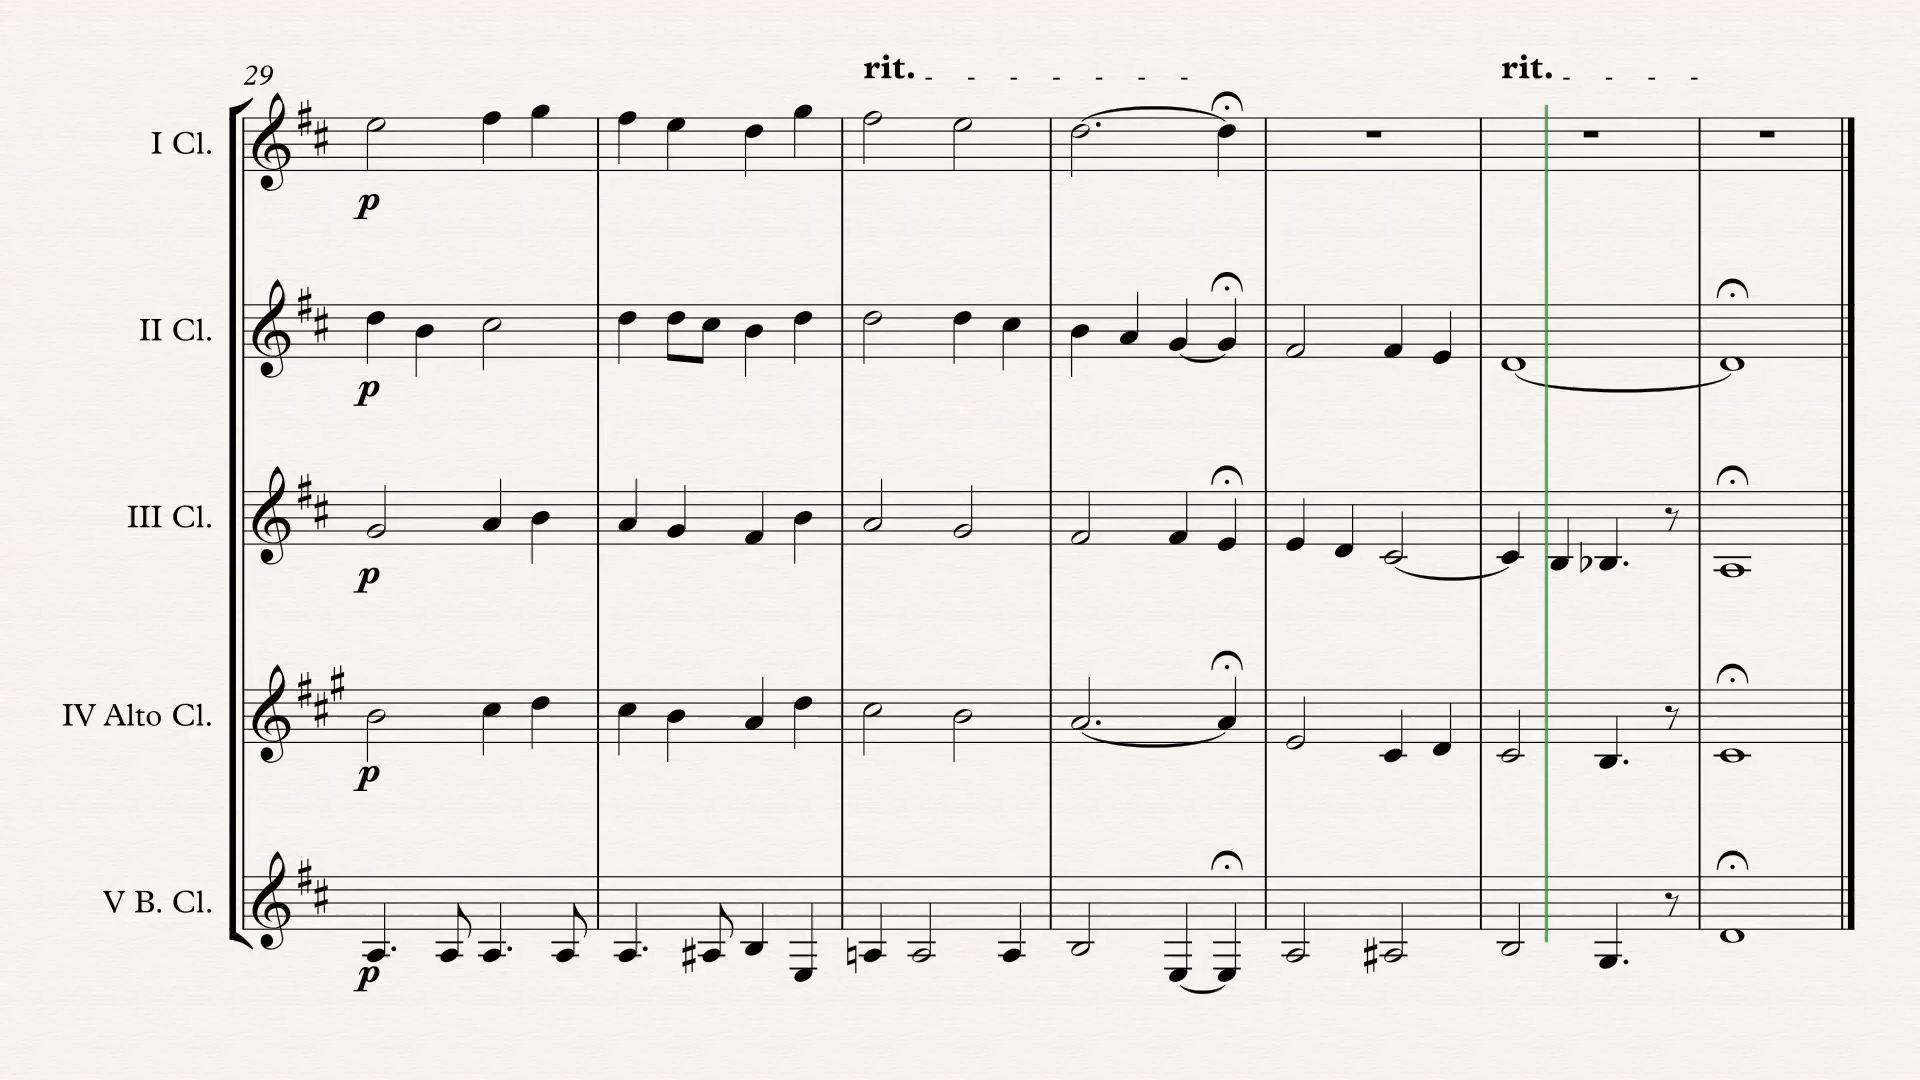 rit. rit.
29
I Cl.
p
II Cl.
p
III Cl.
p
IV Alto Cl.
p
V B. Cl.
p